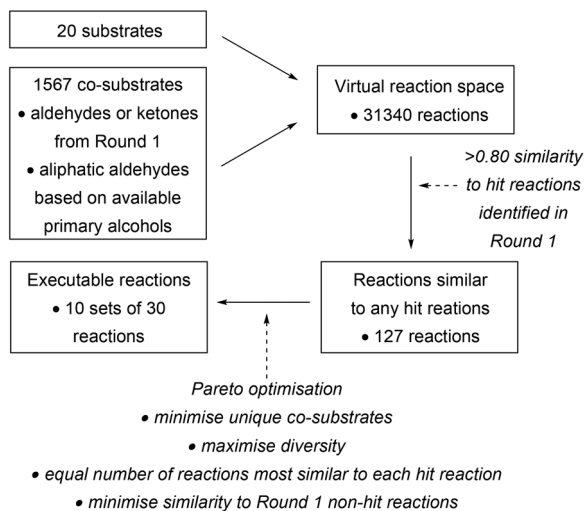 20 substrates
1567 co-substrates
• aldehydes or ketones
from Round 1
• aliphatic aldehydes
based on available
primary alcohols
Virtual reaction space
• 31340 reactions
>0.80 similarity
to hit reactions
identified in
Round 1
Executable reactions
• 10 sets of 30
reactions
Reactions similar
to any hit reations
• 127 reactions
Pareto optimisation
• minimise unique co-substrates
• maximise diversity
• equal number of reactions most similar to each hit reaction
• minimise similarity to Round 1 non-hit reactions